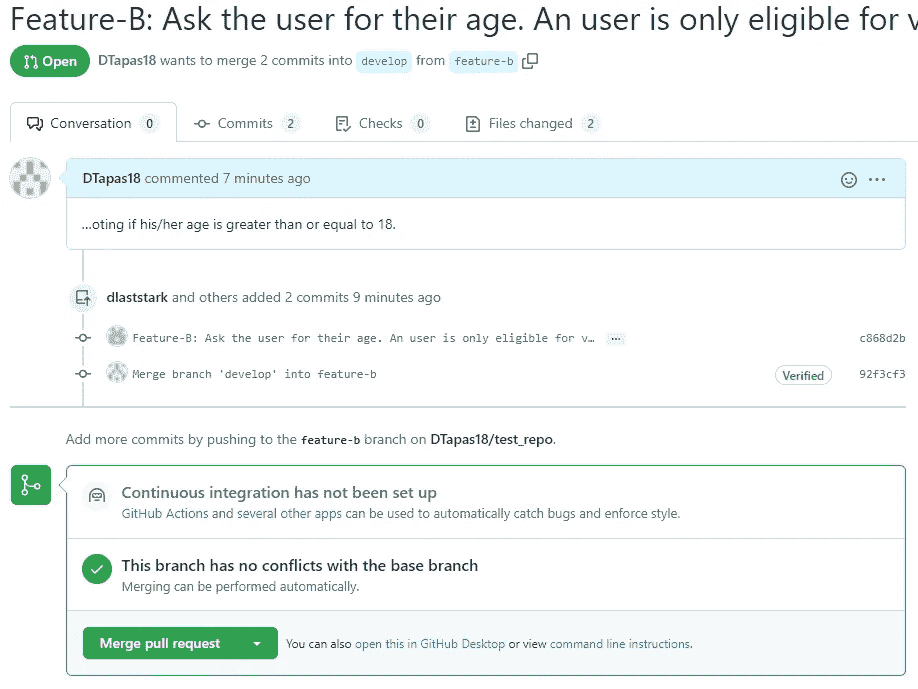 Feature-B: Ask the user for their age. An user is only eligible for v
Open DTapas18 wants to merge 2 commits into develop from feature-b
Conversation 0 Commits 2 Checks 0 Files changed 2
DTapas18 commented 7 minutes ago
...oting if his/her age is greater than or equal to 18.
dlaststark and others added 2 commits 9 minutes ago
Feature-B: Ask the user for their age. An user is only eligible for v… … c868d2b
Merge branch 'develop' into feature-b Verified 92f3cf3
Add more commits by pushing to the feature-b branch on DTapas18/test_repo.
Continuous integration has not been set up
GitHub Actions and several other apps can be used to automatically catch bugs and enforce style.
This branch has no conflicts with the base branch
Merging can be performed automatically.
Merge pull request You can also open this in GitHub Desktop or view command line instructions.